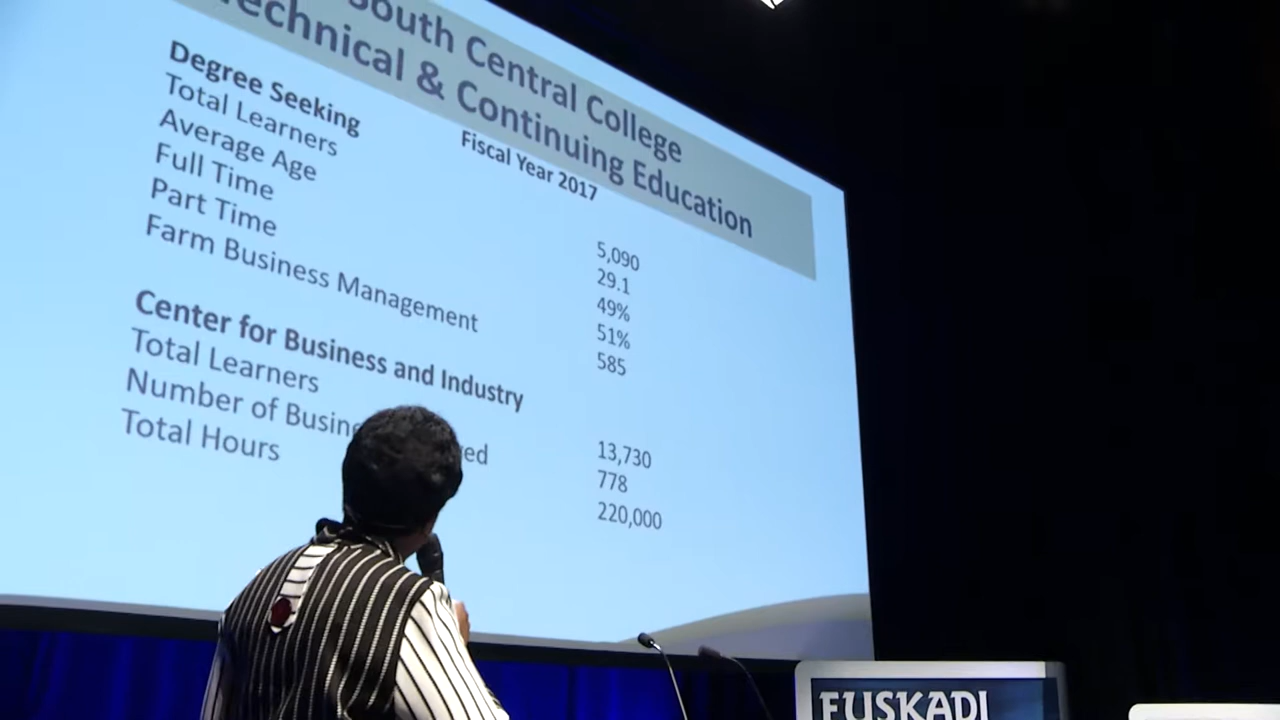 South Central College
Technical & Continuing Education
Fiscal Year 2017
Degree Seeking
Total Learners 5,090
Average Age 29.1
Full Time 49%
Part Time 51%
Farm Business Management 585
Center for Business and Industry
Total Learners 13,730
Number of 778
Total Hours 220,000
EUSKADI